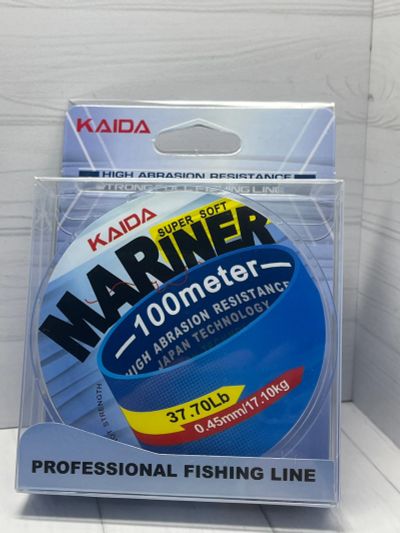 KAIDA
HIGH ABRASION RESISTANCE
KAIDA
SUPER SOFT
MARINER
100meter
HIGH ABRASION RESISTANCE
JAPAN TECHNOLOGY
STRENGTH
37.70Lb
0.45mm/17.10kg
PROFESSIONAL FISHING LINE